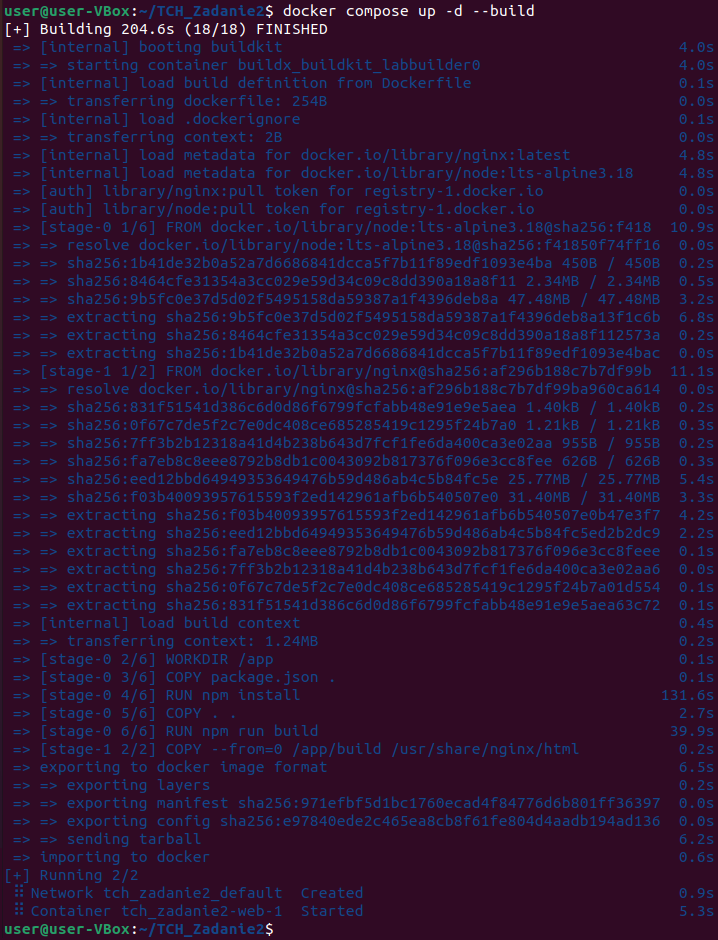 user@user-VBox:~/TCH_Zadanie2$ docker compose up -d --build
[+] Building 204.6s (18/18) FINISHED
=> [internal] booting buildkit 4.0s
=> => starting container buildx_buildkit_labbuilder0 4.0s
=> [internal] load build definition from Dockerfile 0.1s
=> => transferring dockerfile: 254B 0.0s
=> [internal] load .dockerignore 0.1s
=> => transferring context: 2B 0.0s
=> [internal] load metadata for docker.io/library/nginx:latest 4.8s
=> [internal] load metadata for docker.io/library/node:lts-alpine3.18 4.8s
=> [auth] library/nginx:pull token for registry-1.docker.io 0.0s
=> [auth] library/node:pull token for registry-1.docker.io 0.0s
=> [stage-0 1/6] FROM docker.io/library/node:lts-alpine3.18@sha256:f418 10.9s
=> => resolve docker.io/library/node:lts-alpine3.18@sha256:f41850f74ff16 0.0s
=> => sha256:1b41de32b0a52a7d6686841dcca5f7b11f89edf1093e4ba 450B / 450B 0.2s
=> => sha256:8464cfe31354a3cc029e59d34c09c8dd390a18a8f11 2.34MB / 2.34MB 0.5s
=> => sha256:9b5fc0e37d5d02f5495158da59387a1f4396deb8a 47.48MB / 47.48MB 3.2s
=> => extracting sha256:9b5fc0e37d5d02f5495158da59387a1f4396deb8a13f1c6b 6.8s
=> => extracting sha256:8464cfe31354a3cc029e59d34c09c8dd390a18a8f112573a 0.2s
=> => extracting sha256:1b41de32b0a52a7d6686841dcca5f7b11f89edf1093e4bac 0.0s
=> [stage-1 1/2] FROM docker.io/library/nginx@sha256:af296b188c7b7df99b 11.1s
=> => resolve docker.io/library/nginx@sha256:af296b188c7b7df99ba960ca614 0.0s
=> => sha256:831f51541d386c6d0d86f6799fcfabb48e91e9e5aea 1.40kB / 1.40kB 0.2s
=> => sha256:0f67c7de5f2c7e0dc408ce685285419c1295f24b7a0 1.21kB / 1.21kB 0.3s
=> => sha256:7ff3b2b12318a41d4b238b643d7fcf1fe6da400ca3e02aa 955B / 955B 0.2s
=> => sha256:fa7eb8c8eee8792b8db1c0043092b817376f096e3cc8fee 626B / 626B 0.3s
=> => sha256:eed12bbd64949353649476b59d486ab4c5b84fc5e 25.77MB / 25.77MB 5.4s
=> => sha256:f03b40093957615593f2ed142961afb6b540507e0 31.40MB / 31.40MB 3.3s
=> => extracting sha256:f03b40093957615593f2ed142961afb6b540507e0b47e3f7 4.2s
=> => extracting sha256:eed12bbd64949353649476b59d486ab4c5b84fc5ed2b2dc9 2.2s
=> => extracting sha256:fa7eb8c8eee8792b8db1c0043092b817376f096e3cc8feee 0.1s
=> => extracting sha256:7ff3b2b12318a41d4b238b643d7fcf1fe6da400ca3e02aa6 0.0s
=> => extracting sha256:0f67c7de5f2c7e0dc408ce685285419c1295f24b7a01d554 0.1s
=> => extracting sha256:831f51541d386c6d0d86f6799fcfabb48e91e9e5aea63c72 0.1s
=> [internal] load build context 0.4s
=> => transferring context: 1.24MB 0.2s
=> [stage-0 2/6] WORKDIR /app 0.1s
=> [stage-0 3/6] COPY package.json . 0.1s
=> [stage-0 4/6] RUN npm install 131.6s
=> [stage-0 5/6] COPY . . 2.7s
=> [stage-0 6/6] RUN npm run build 39.9s
=> [stage-1 2/2] COPY --from=0 /app/build /usr/share/nginx/html 0.2s
=> exporting to docker image format 6.5s
=> => exporting layers 0.2s
=> => exporting manifest sha256:971efbf5d1bc1760ecad4f84776d6b801ff36397 0.0s
=> => exporting config sha256:e97840ede2c465ea8cb8f61fe804d4aadb194ad136 0.0s
=> => sending tarball 6.2s
=> importing to docker 0.6s
[+] Running 2/2
⠿ Network tch_zadanie2_default Created 0.9s
⠿ Container tch_zadanie2-web-1 Started 5.3s
user@user-VBox:~/TCH_Zadanie2$